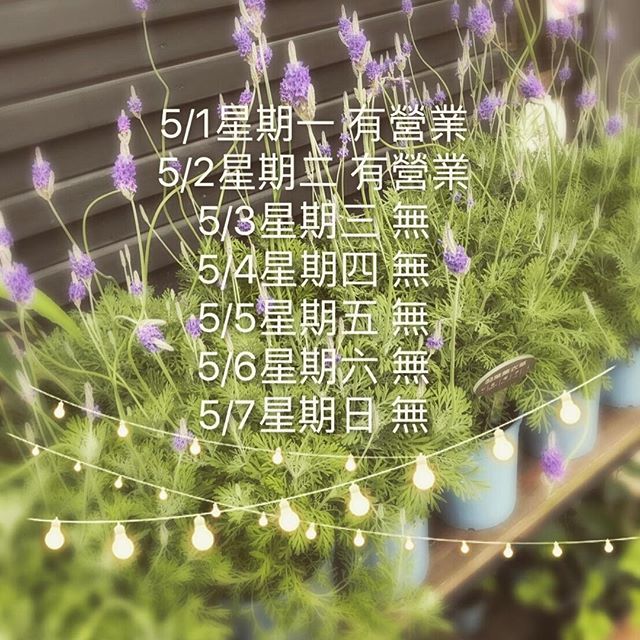 5/1星期一 有營業
5/2星期二 有營業
5/3星期三 無
5/4星期四 無
5/5星期五 無
5/6星期六 無
5/7星期日 無